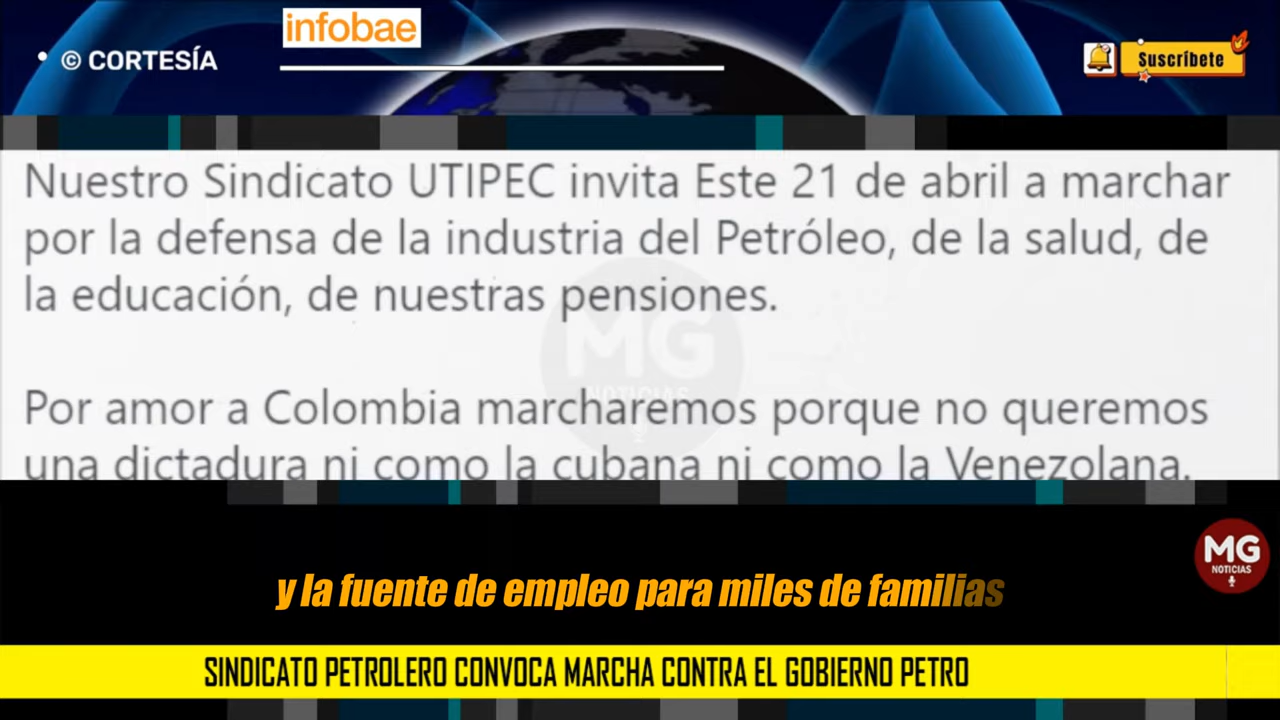 infobae
© CORTESÍA
Suscríbete
Nuestro Sindicato UTIPEC invita Este 21 de abril a marchar
por la defensa de la industria del Petróleo, de la salud, de
la educación, de nuestras pensiones.
MG
NOTICIAS
Por amor a Colombia marcharemos porque no queremos
una dictadura ni como la cubana ni como la Venezolana.
MG
NOTICIAS
y la fuente de empleo para miles de familias
SINDICATO PETROLERO CONVOCA MARCHA CONTRA EL GOBIERNO PETRO